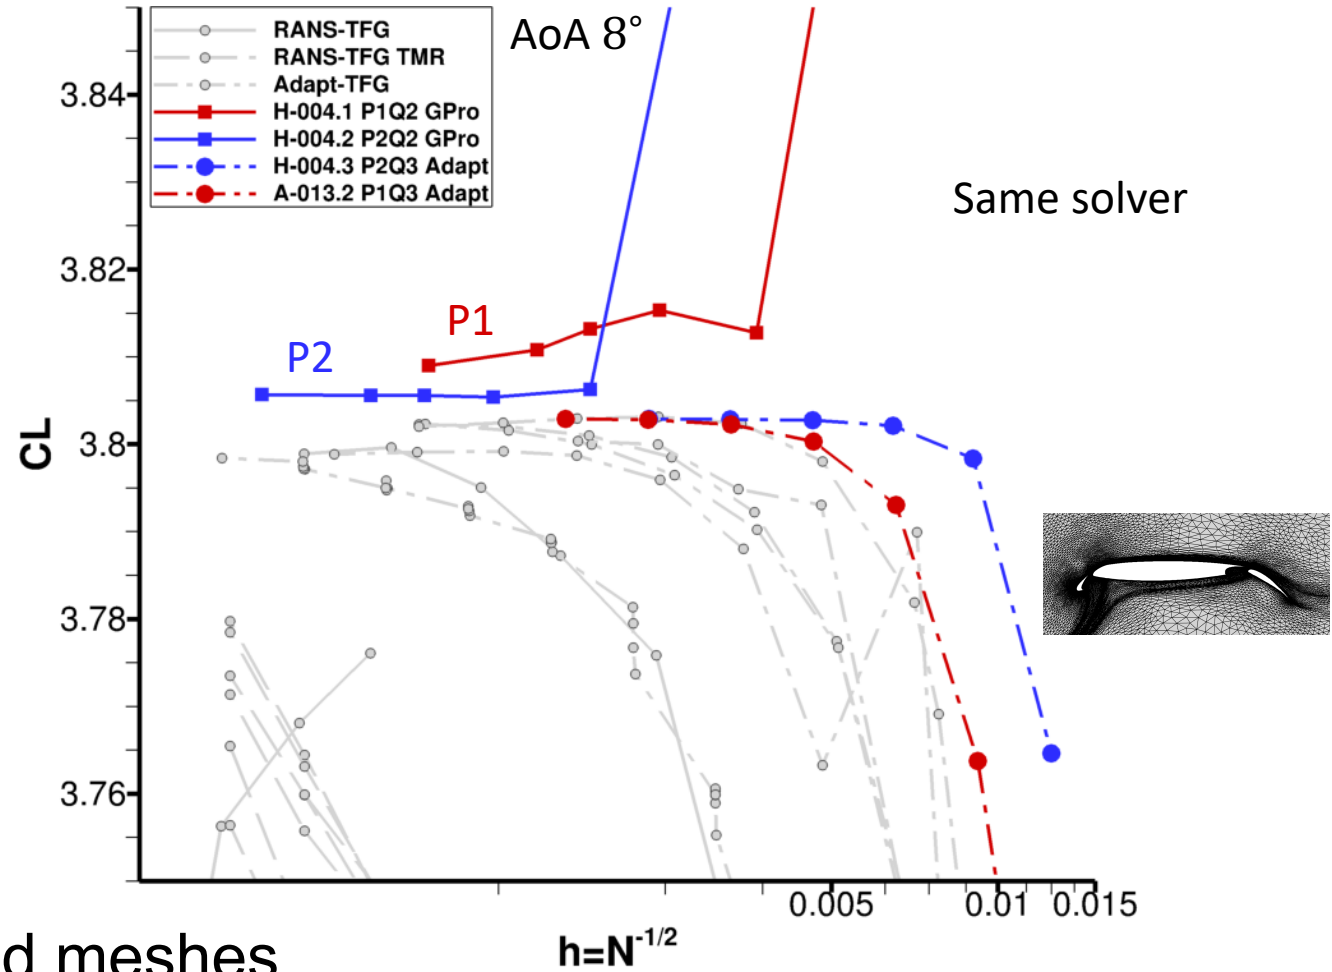 RANS-TFG
RANS-TFG TMR
Adapt-TFG
H-004.1 P1Q2 GPro
H-004.2 P2Q2 GPro
H-004.3 P2Q3 Adapt
A-013.2 P1Q3 Adapt
AoA 8°
Same solver
P1
P2
CL
3.84
3.82
3.8
3.78
3.76
0.005
0.01
0.015
h=N^-1/2
d meshes